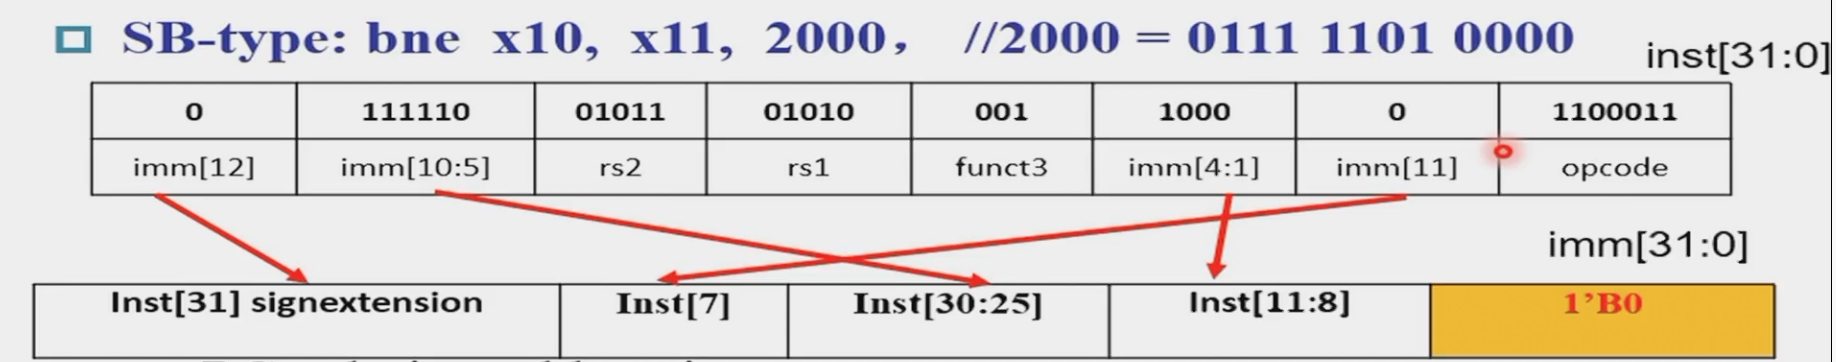 SB-type: bne x10, x11, 2000, //2000 = 0111 1101 0000
inst[31:0]
0 111110 01011 01010 001 1000 0 1100011
imm[12] imm[10:5] rs2 rs1 funct3 imm[4:1] imm[11] opcode
imm[31:0]
Inst[31] signextension Inst[7] Inst[30:25] Inst[11:8] 1’B0